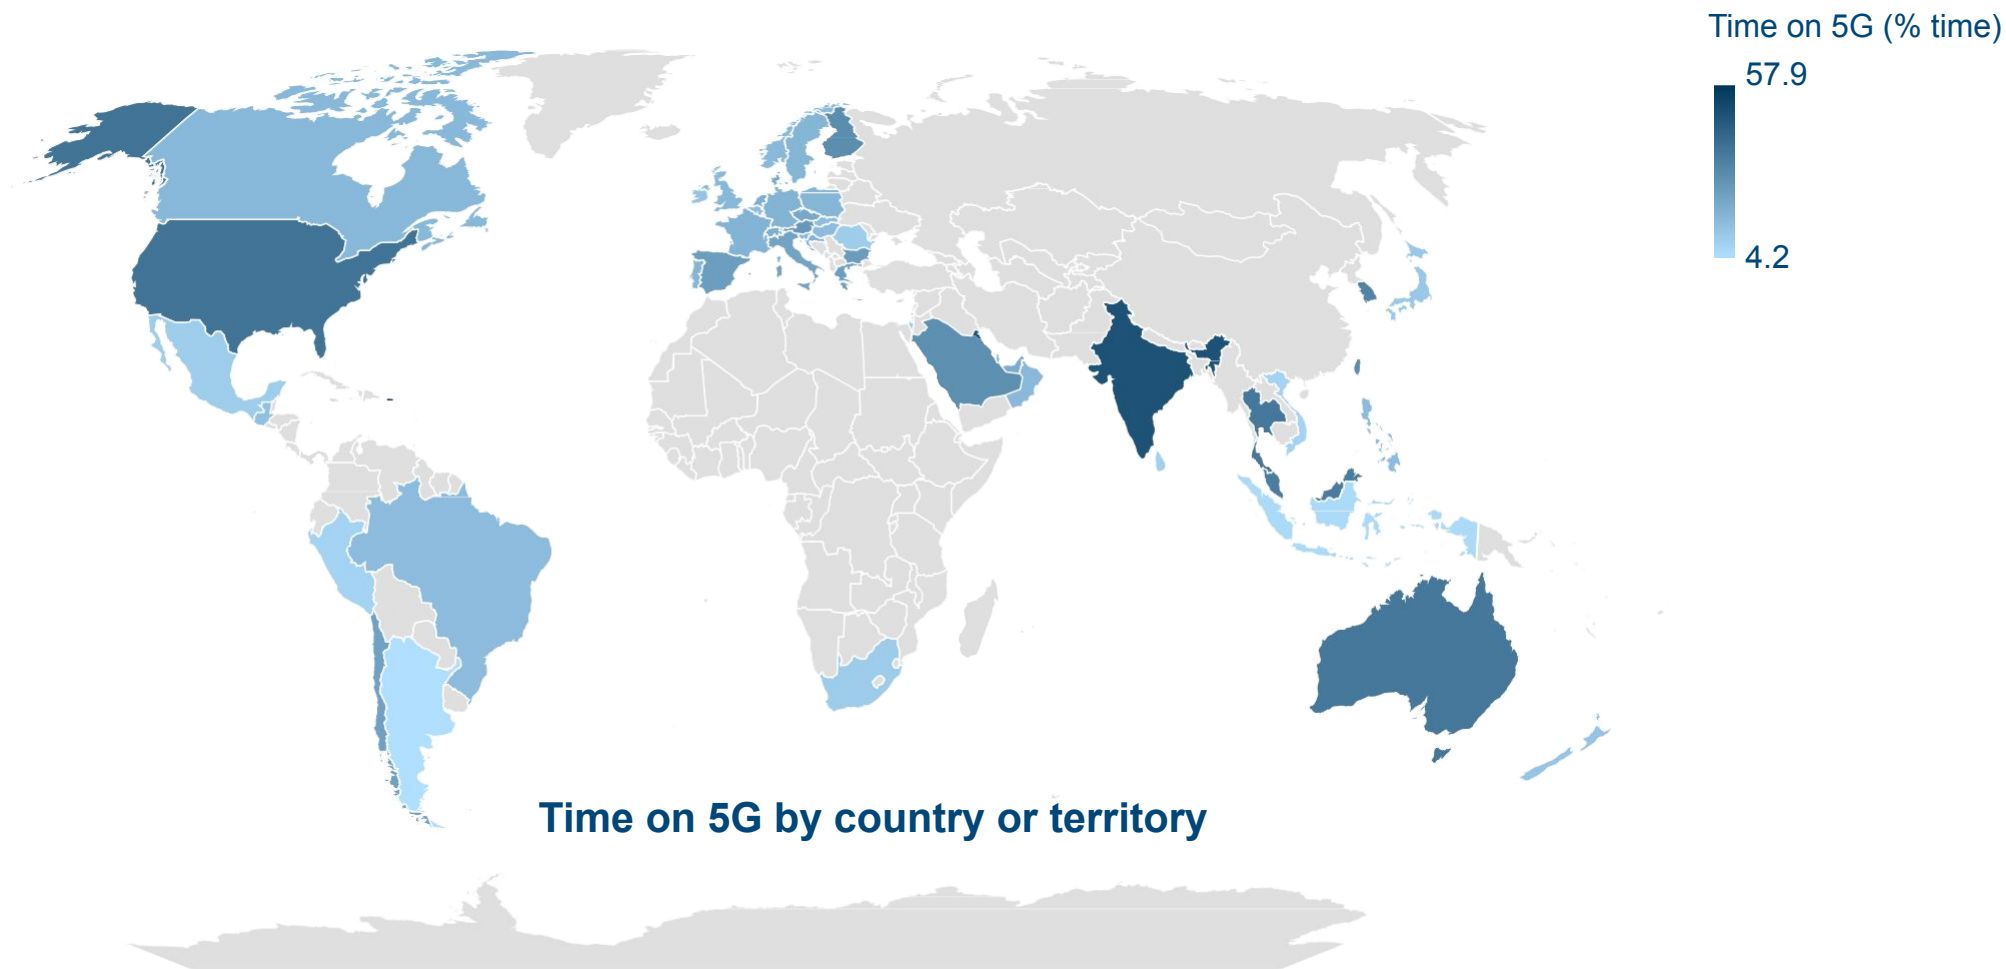 Time on 5G (% time)
57.9
4.2
Time on 5G by country or territory